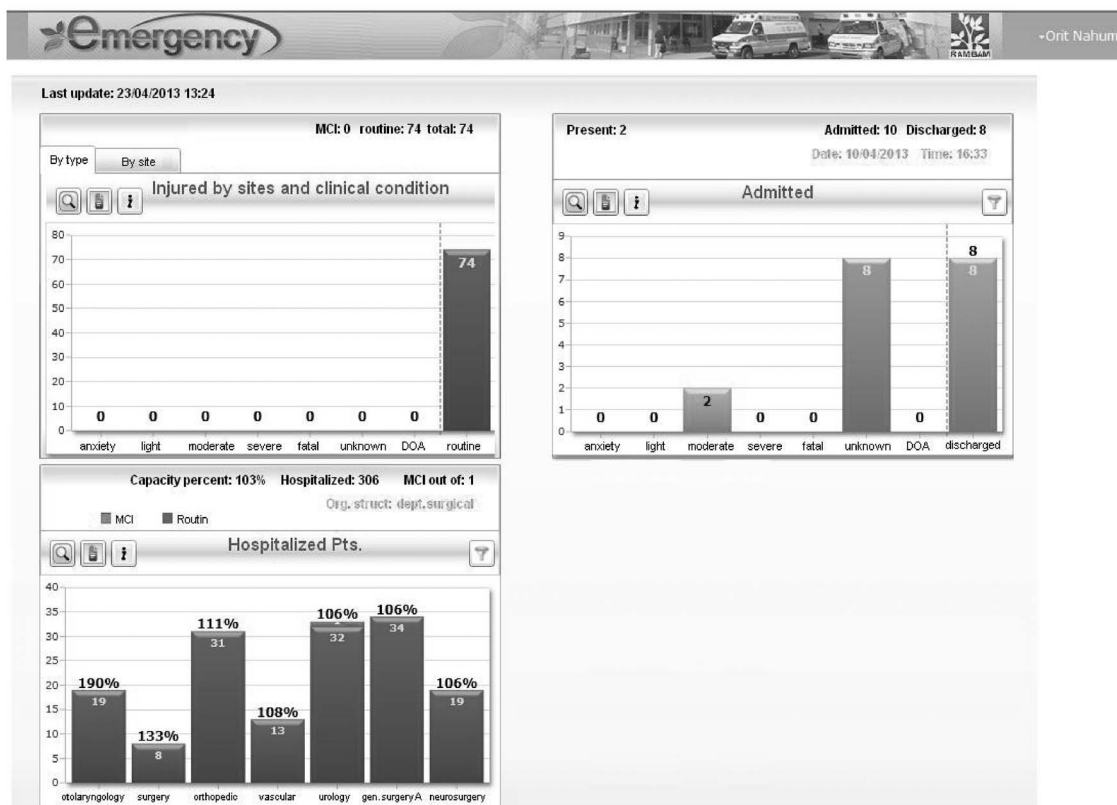 emergency
RAMBAM
Orit Nahum
Last update: 23/04/2013 13:24
MCI: 0 routine: 74 total: 74
By type By site
Injured by sites and clinical condition
80
70
60
50
40
30
20
10
0
74
0 0 0 0 0 0 0
anxiety light moderate severe fatal unknown DOA routine
Present: 2 Admitted: 10 Discharged: 8
Date: 10/04/2013 Time: 16:33
Admitted
9
8
7
6
5
4
3
2
1
0
8
8 8
2
0 0 0 0 0
anxiety light moderate severe fatal unknown DOA discharged
Capacity percent: 103% Hospitalized: 306 MCI out of: 1
Org. struct: dept.surgical
MCI Routin
Hospitalized Pts.
40
35
30
25
20
15
10
5
0
190% 133% 111% 108% 106% 106% 106%
19 8 31 13 32 34 19
otolaryngology surgery orthopedic vascular urology gen.surgeryA neurosurgery